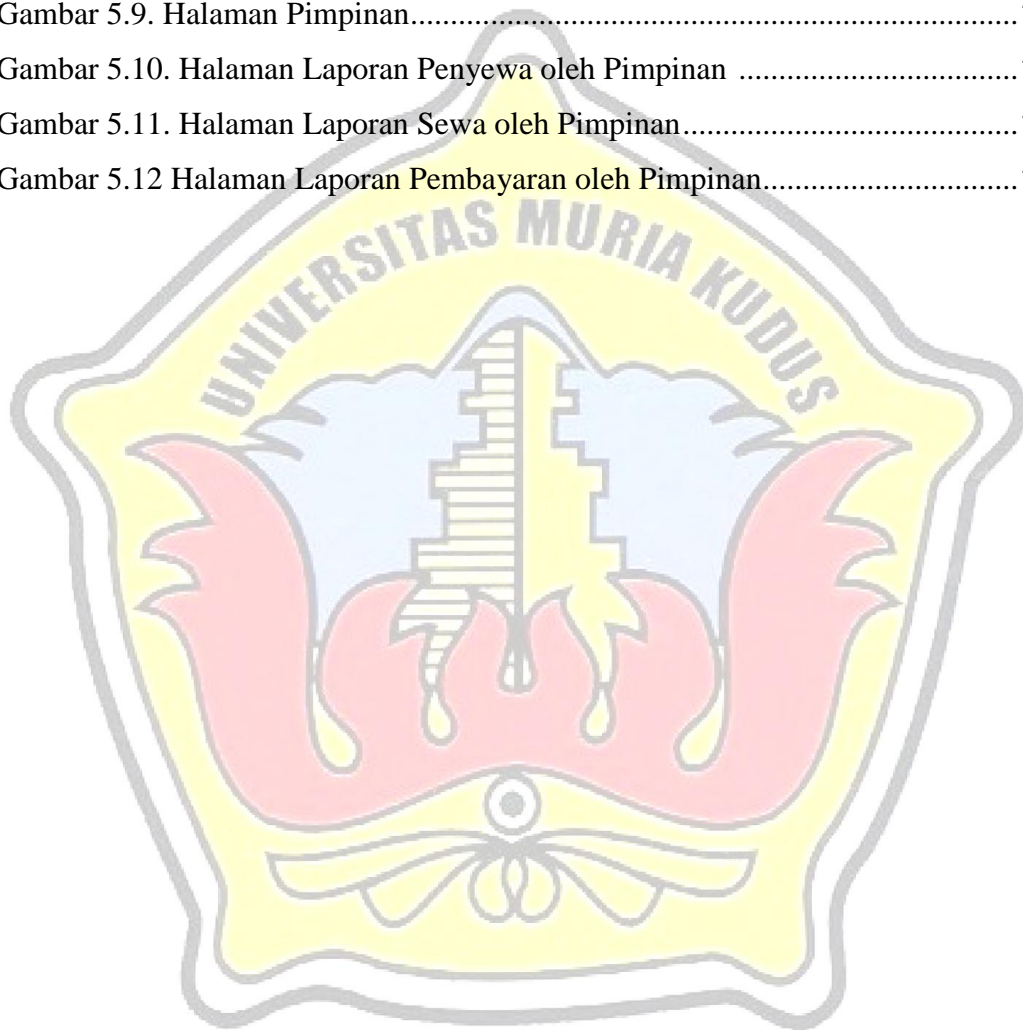 Gambar 5.9. Halaman Pimpinan......................................................................................
Gambar 5.10. Halaman Laporan Penyewa oleh Pimpinan .......................................
Gambar 5.11. Halaman Laporan Sewa oleh Pimpinan...............................................
Gambar 5.12 Halaman Laporan Pembayaran oleh Pimpinan...................................
UNIVERSITAS MURIA KUDUS